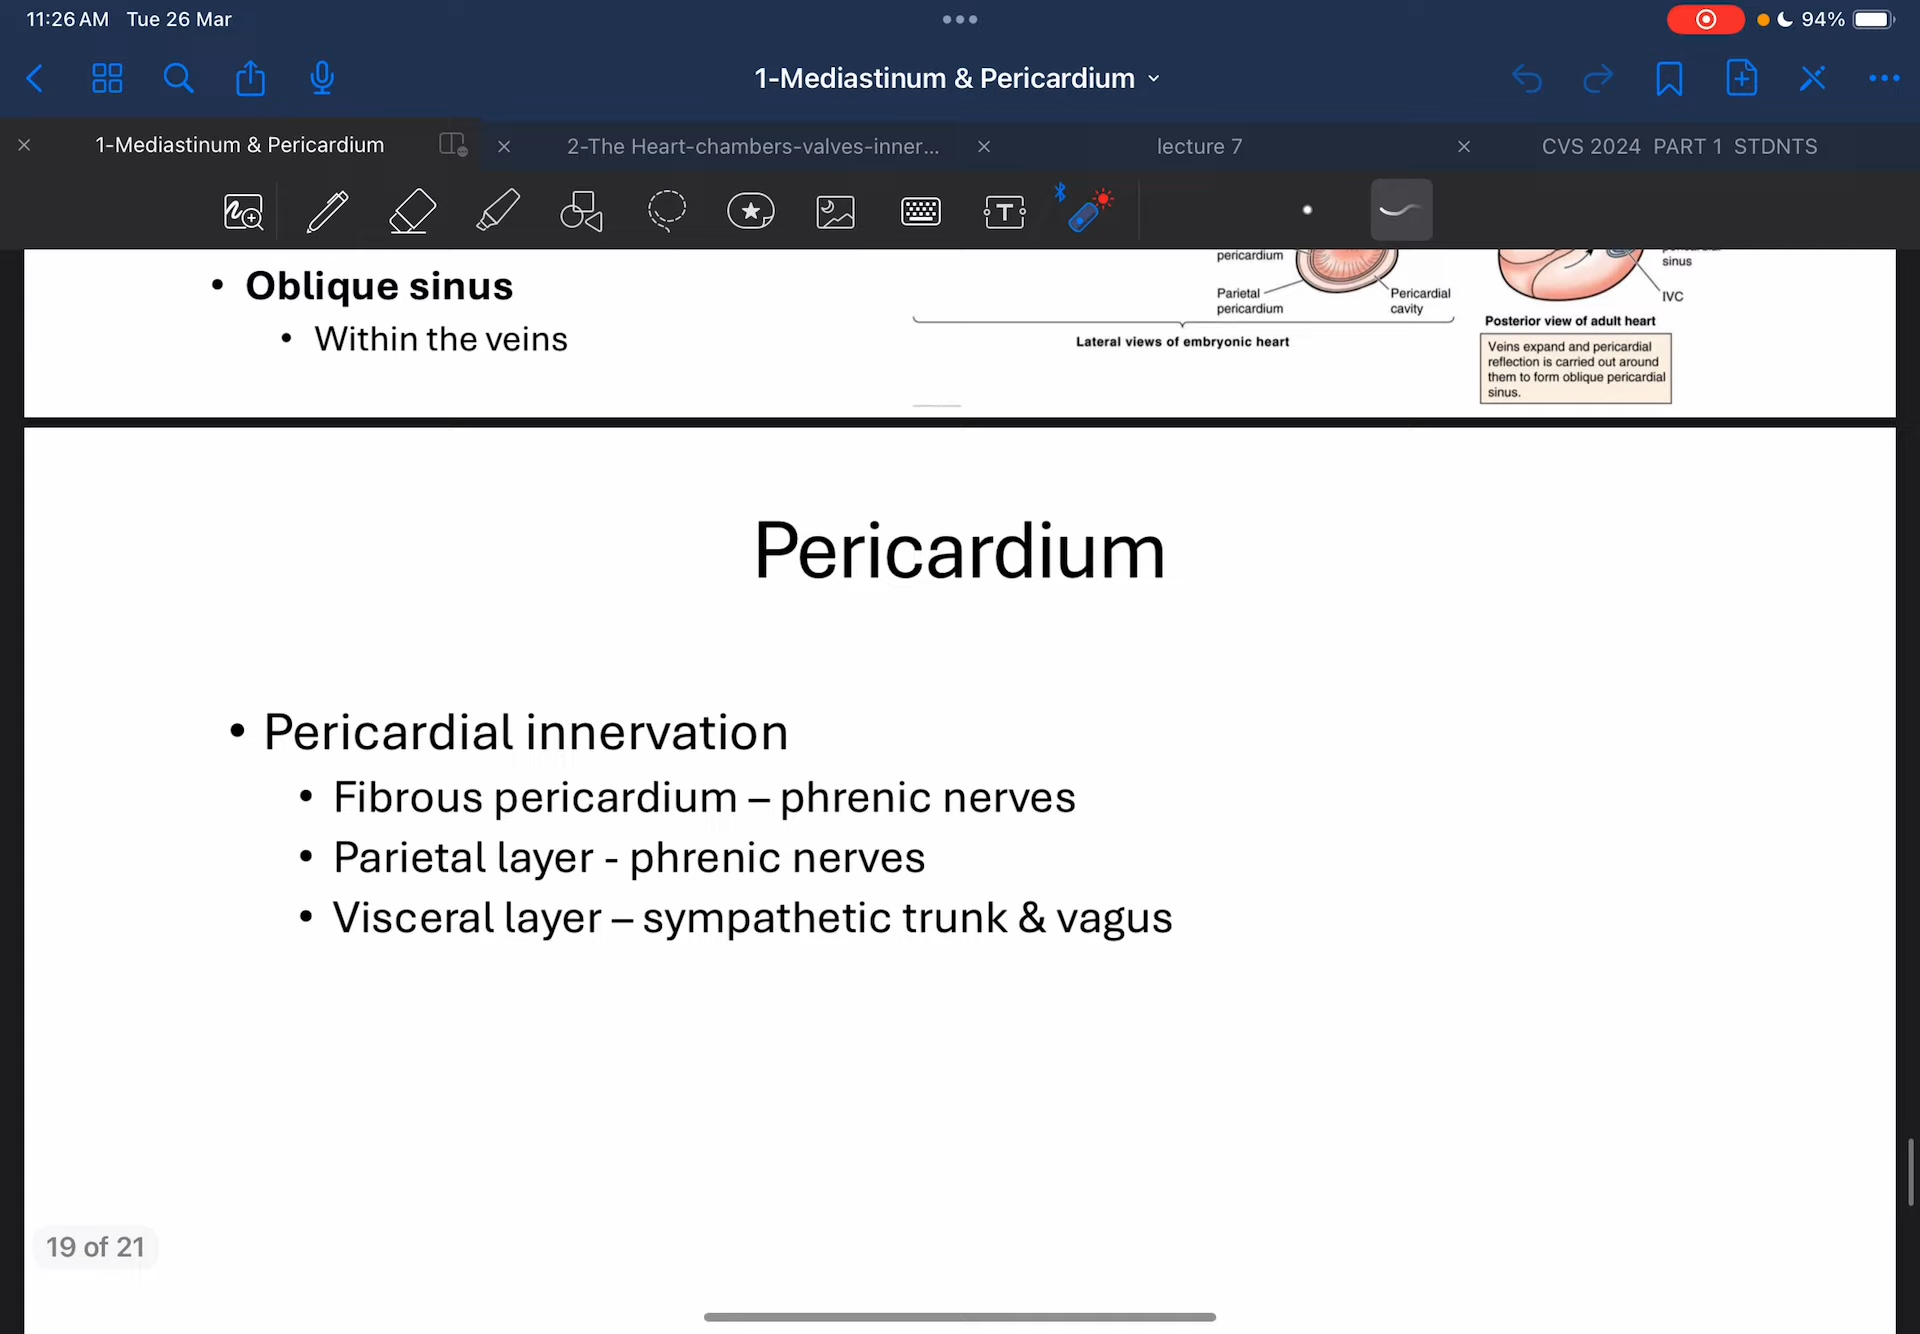 11:26 AM Tue 26 Mar
94%
1-Mediastinum & Pericardium
1-Mediastinum & Pericardium
2-The Heart-chambers-valves-inner...
lecture 7
CVS 2024 PART 1 STDNTS
T
• Oblique sinus
• Within the veins
pericardium
Parietal
pericardium
Pericardial
cavity
Lateral views of embryonic heart
sinus
IVC
Posterior view of adult heart
Veins expand and pericardial
reflection is carried out around
them to form oblique pericardial
sinus.
Pericardium
• Pericardial innervation
• Fibrous pericardium – phrenic nerves
• Parietal layer - phrenic nerves
• Visceral layer – sympathetic trunk & vagus
19 of 21